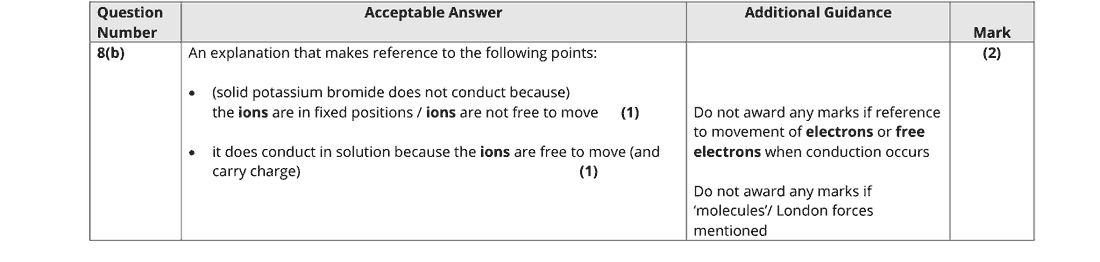 Question
Number
Acceptable Answer
Additional Guidance
Mark
8(b)
An explanation that makes reference to the following points:
(2)
• (solid potassium bromide does not conduct because)
the ions are in fixed positions / ions are not free to move (1)
• it does conduct in solution because the ions are free to move (and
carry charge) (1)
Do not award any marks if reference
to movement of electrons or free
electrons when conduction occurs
Do not award any marks if
‘molecules’/ London forces
mentioned